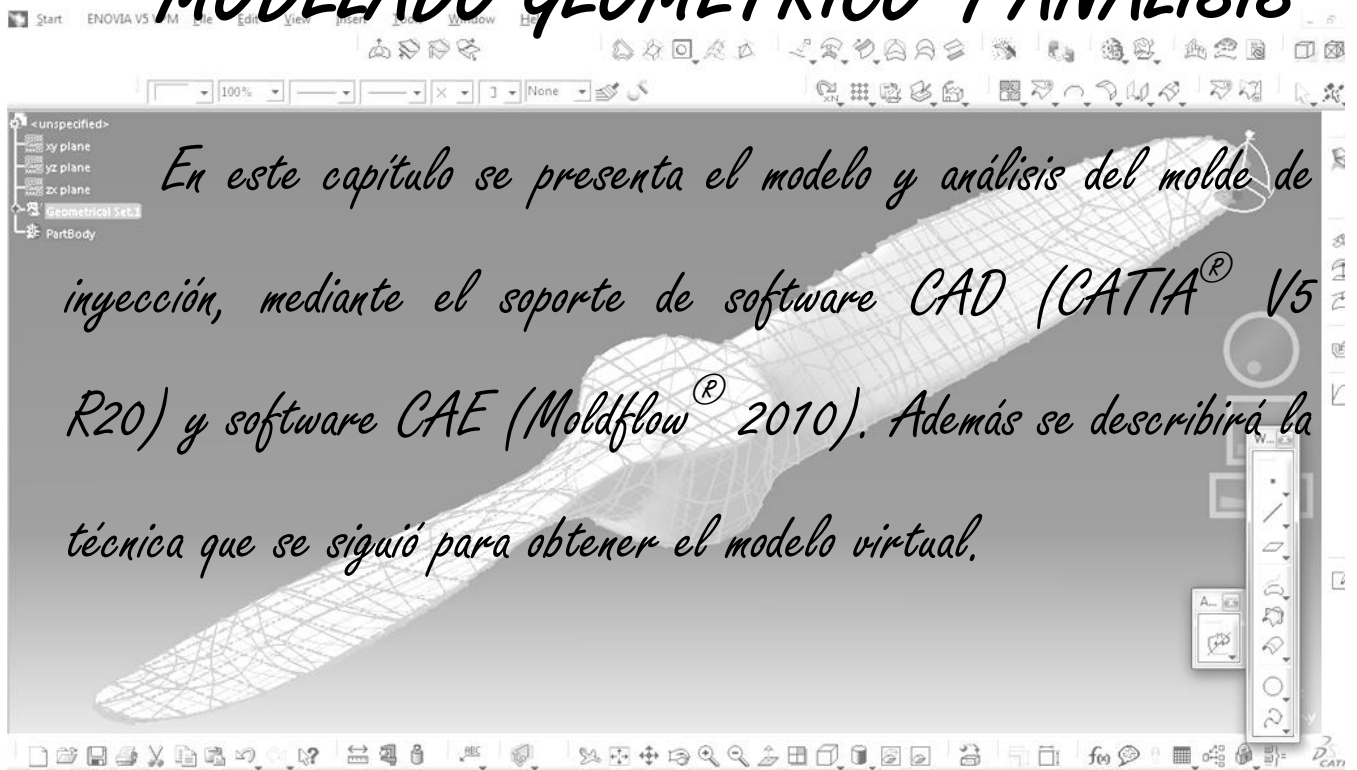 MODELADO GEOMÉTRICO Y ANÁLISIS
Start ENOVIA V5 VPM File Edit View Insert Tools Window Help
100% None
<unspecified>
xy plane
yz plane
zx plane
Geometrical Set.1
PartBody
En este capítulo se presenta el modelo y análisis del molde de
inyección, mediante el soporte de software CAD (CATIA® V5
R20) y software CAE (Moldflow® 2010). Además se describirá la
técnica que se siguió para obtener el modelo virtual.
W...
A...